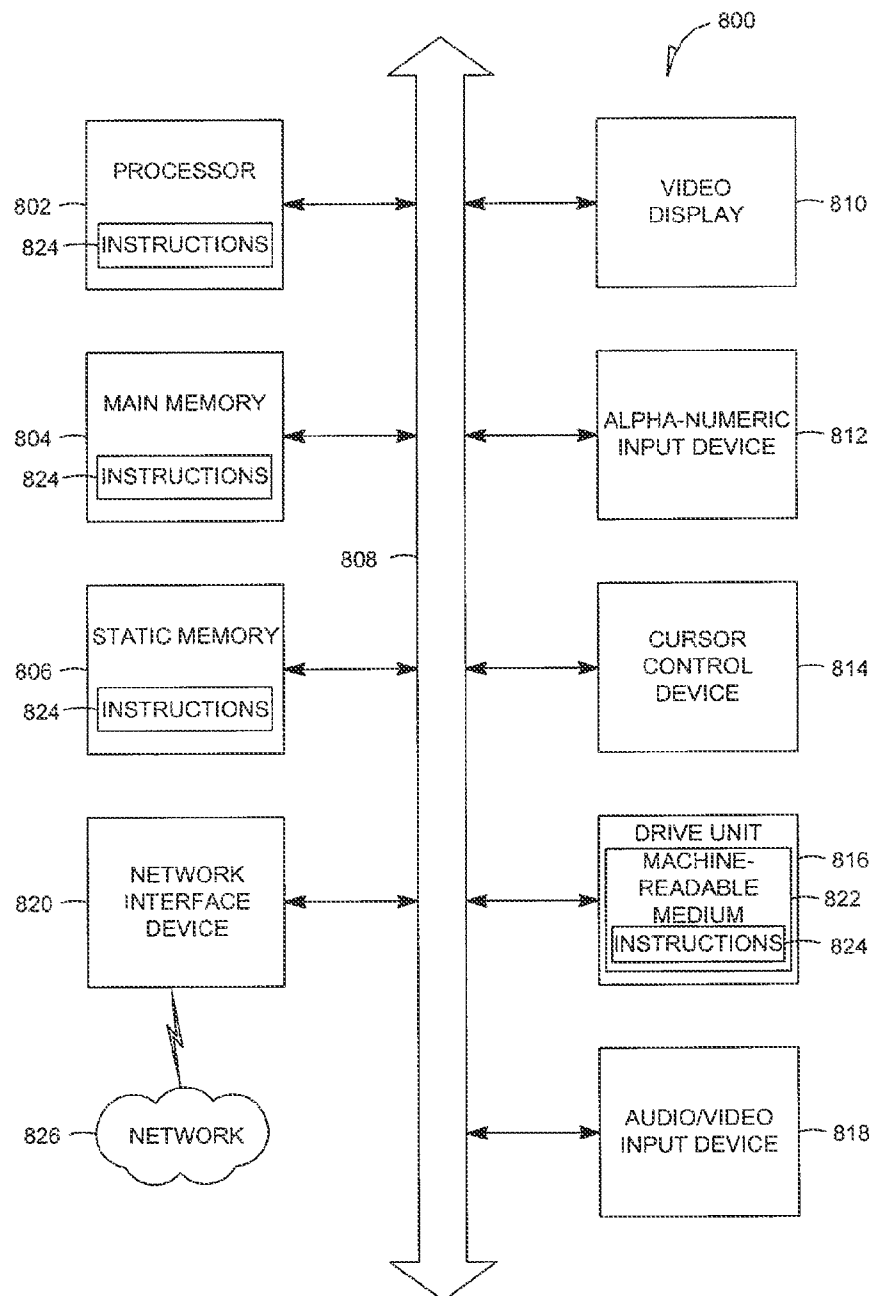 800
PROCESSOR
802
824
INSTRUCTIONS
VIDEO
DISPLAY
810
MAIN MEMORY
804
824
INSTRUCTIONS
ALPHA-NUMERIC
INPUT DEVICE
812
808
STATIC MEMORY
806
824
INSTRUCTIONS
CURSOR
CONTROL
DEVICE
814
NETWORK
INTERFACE
DEVICE
820
DRIVE UNIT
816
MACHINE-
READABLE
MEDIUM
822
INSTRUCTIONS
824
826
NETWORK
AUDIO/VIDEO
INPUT DEVICE
818